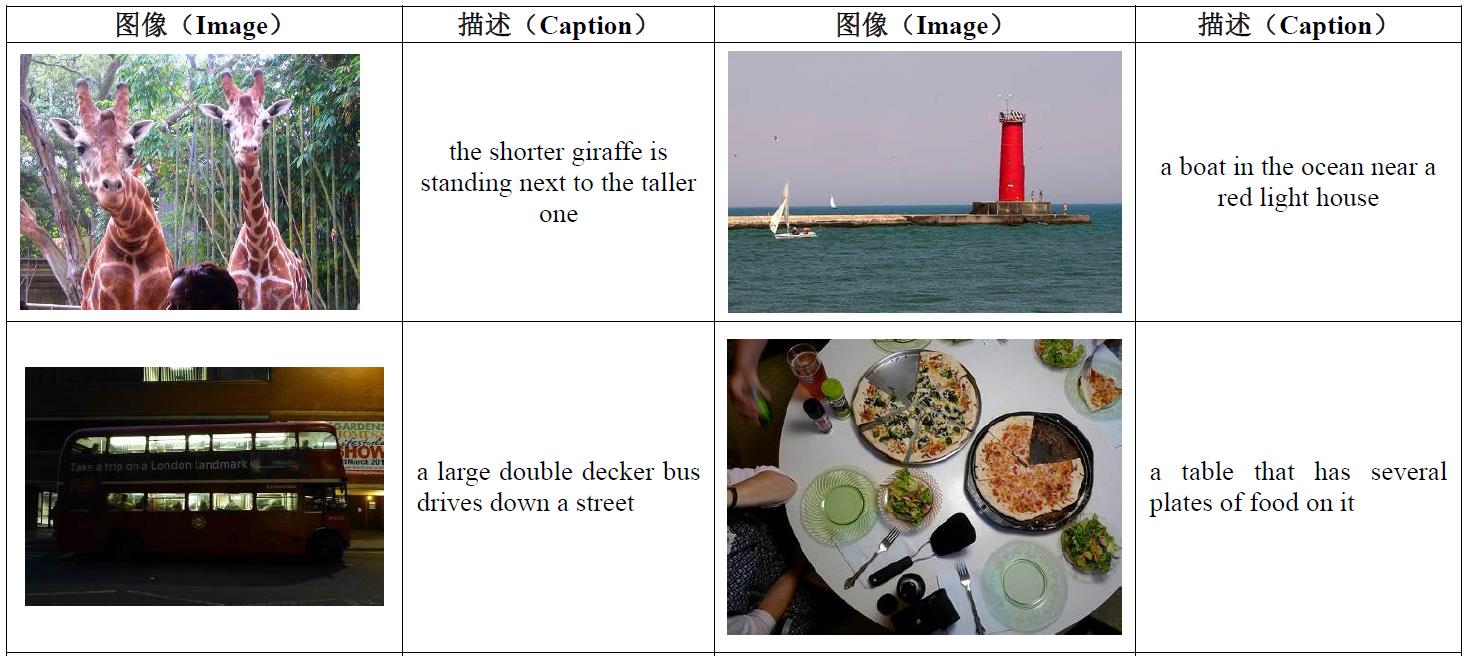 图像（Image）	描述（Caption）	图像（Image）	描述（Caption）
the shorter giraffe is
standing next to the taller
one
a boat in the ocean near a
red light house
Take a trip on a London landmark
GARDENS
HOMES
Lifestyle
SHOW
a large double decker bus
drives down a street
a table that has several
plates of food on it